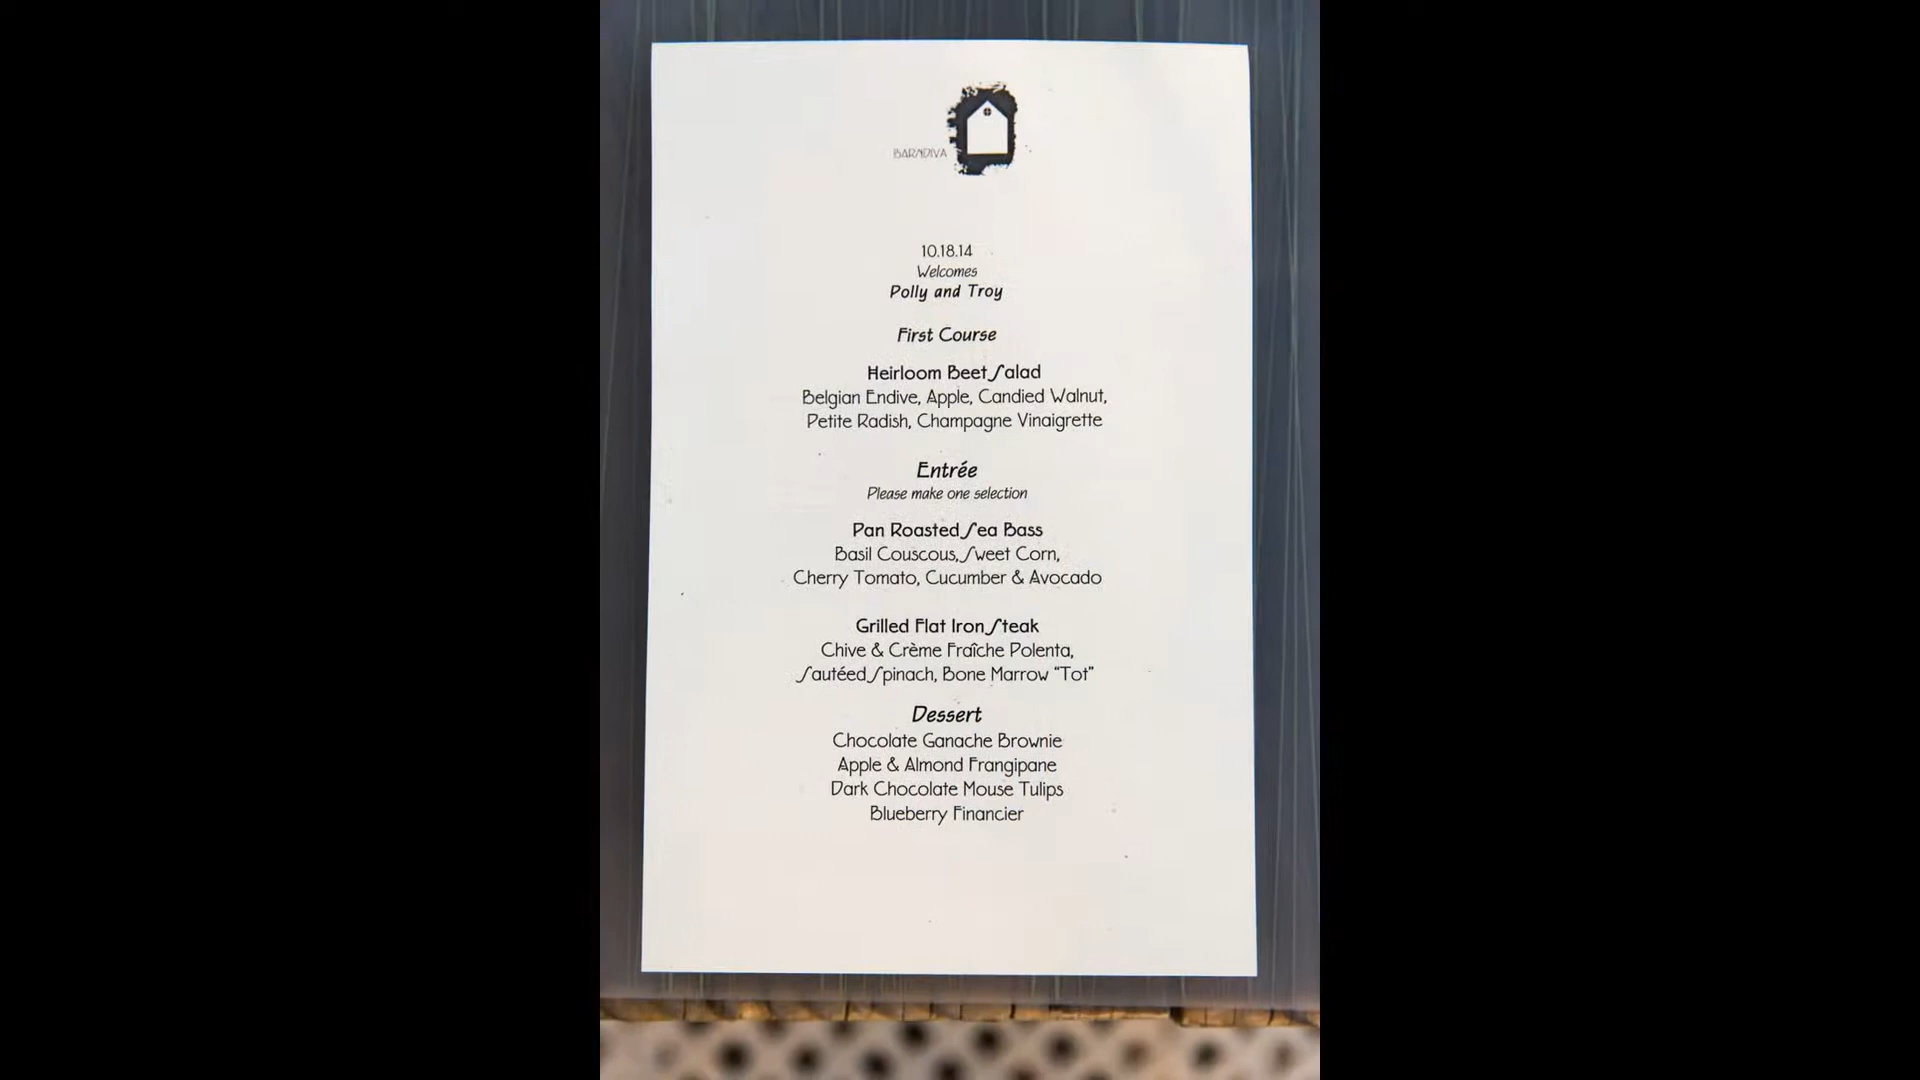 BARNDIVA
10.18.14
Welcomes
Polly and Troy
First Course
Heirloom Beet Salad
Belgian Endive, Apple, Candied Walnut,
Petite Radish, Champagne Vinaigrette
Entrée
Please make one selection
Pan Roasted Sea Bass
Basil Couscous, Sweet Corn,
Cherry Tomato, Cucumber & Avocado
Grilled Flat Iron Steak
Chive & Crème Fraîche Polenta,
Sautéed Spinach, Bone Marrow “Tot”
Dessert
Chocolate Ganache Brownie
Apple & Almond Frangipane
Dark Chocolate Mouse Tulips
Blueberry Financier